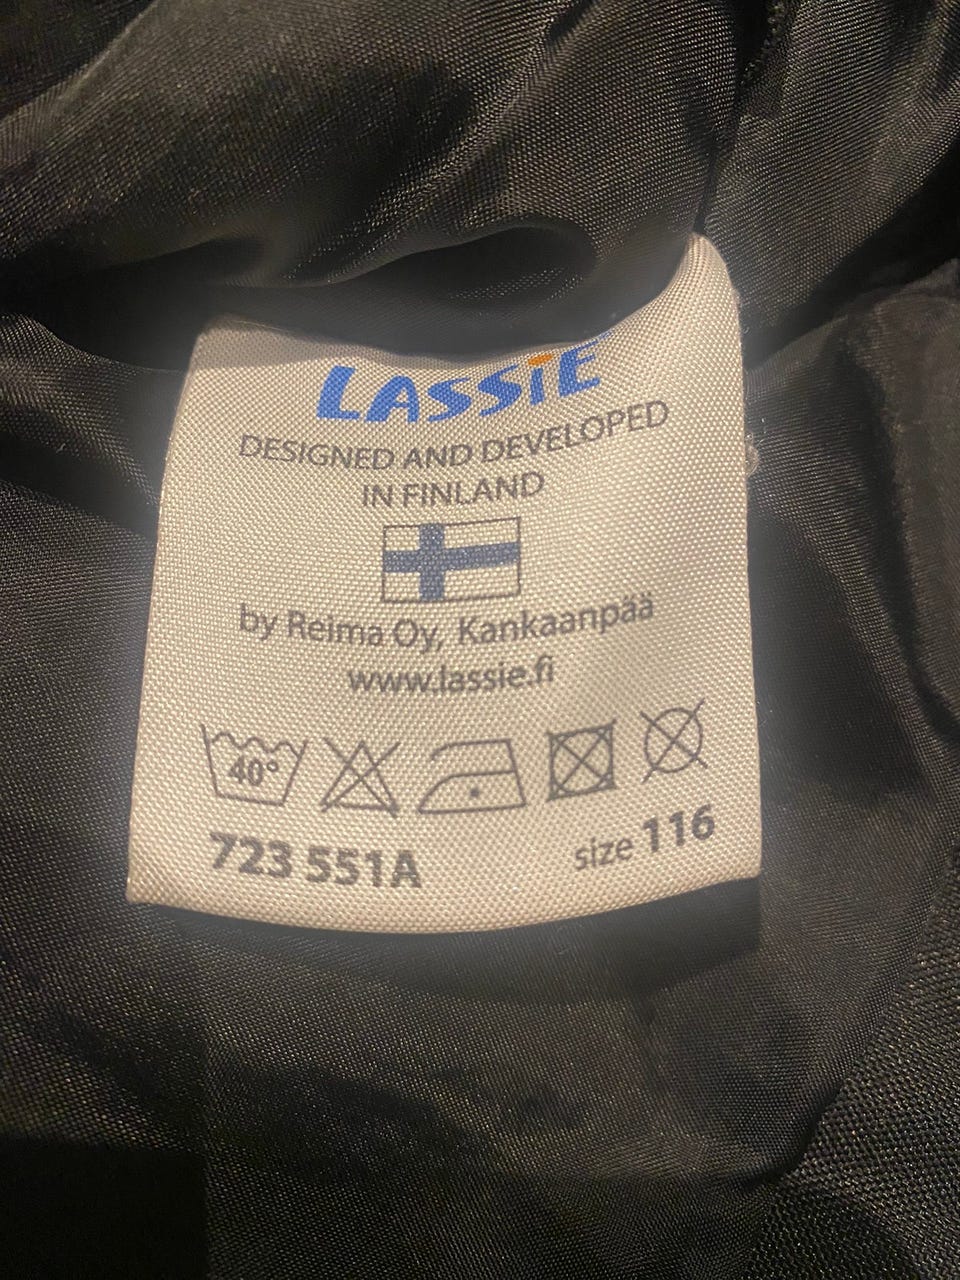 LASSiE
DESIGNED AND DEVELOPED
IN FINLAND
by Reima Oy, Kankaanpää
www.lassie.fi
40°
723 551A size 116